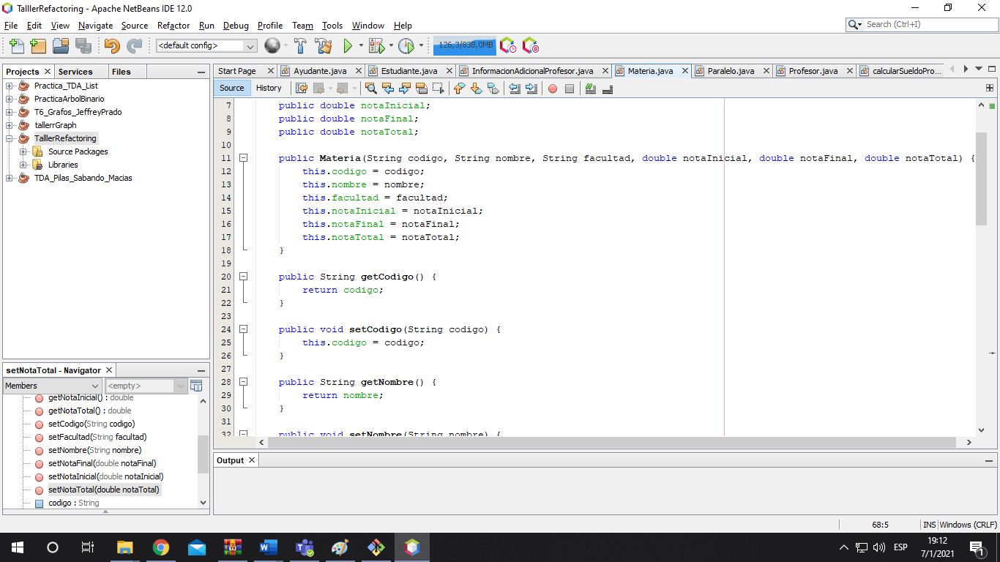 TalllerRefactoring - Apache NetBeans IDE 12.0
File Edit View Navigate Source Refactor Run Debug Profile Team Tools Window Help
Search (Ctrl+I)
<default config>
126,3/838,0MB
Projects Services Files
Practica_TDA_List
PracticaArbolBinario
T6_Grafos_JeffreyPrado
tallerrGraph
TalllerRefactoring
Source Packages
Libraries
TDA_Pilas_Sabando_Macias
setNotaTotal - Navigator
Members
<empty>
getNotaInicial() : double
getNotaTotal() : double
setCodigo(String codigo)
setFacultad(String facultad)
setNombre(String nombre)
setNotaFinal(double notaFinal)
setNotaInicial(double notaInicial)
setNotaTotal(double notaTotal)
codigo : String
Start Page Ayudante.java Estudiante.java InformacionAdicionalProfesor.java Materia.java Paralelo.java Profesor.java calcularSueldoPro...
Source History
7 public double notaInicial;
8 public double notaFinal;
9 public double notaTotal;
10
11 public Materia(String codigo, String nombre, String facultad, double notaInicial, double notaFinal, double notaTotal) {
12 this.codigo = codigo;
13 this.nombre = nombre;
14 this.facultad = facultad;
15 this.notaInicial = notaInicial;
16 this.notaFinal = notaFinal;
17 this.notaTotal = notaTotal;
18 }
19
20 public String getCodigo() {
21 return codigo;
22 }
23
24 public void setCodigo(String codigo) {
25 this.codigo = codigo;
26 }
27
28 public String getNombre() {
29 return nombre;
30 }
31
32 public void setNombre(String nombre) {
Output
68:5 INS Windows (CRLF)
ESP
19:12
7/1/2021
1